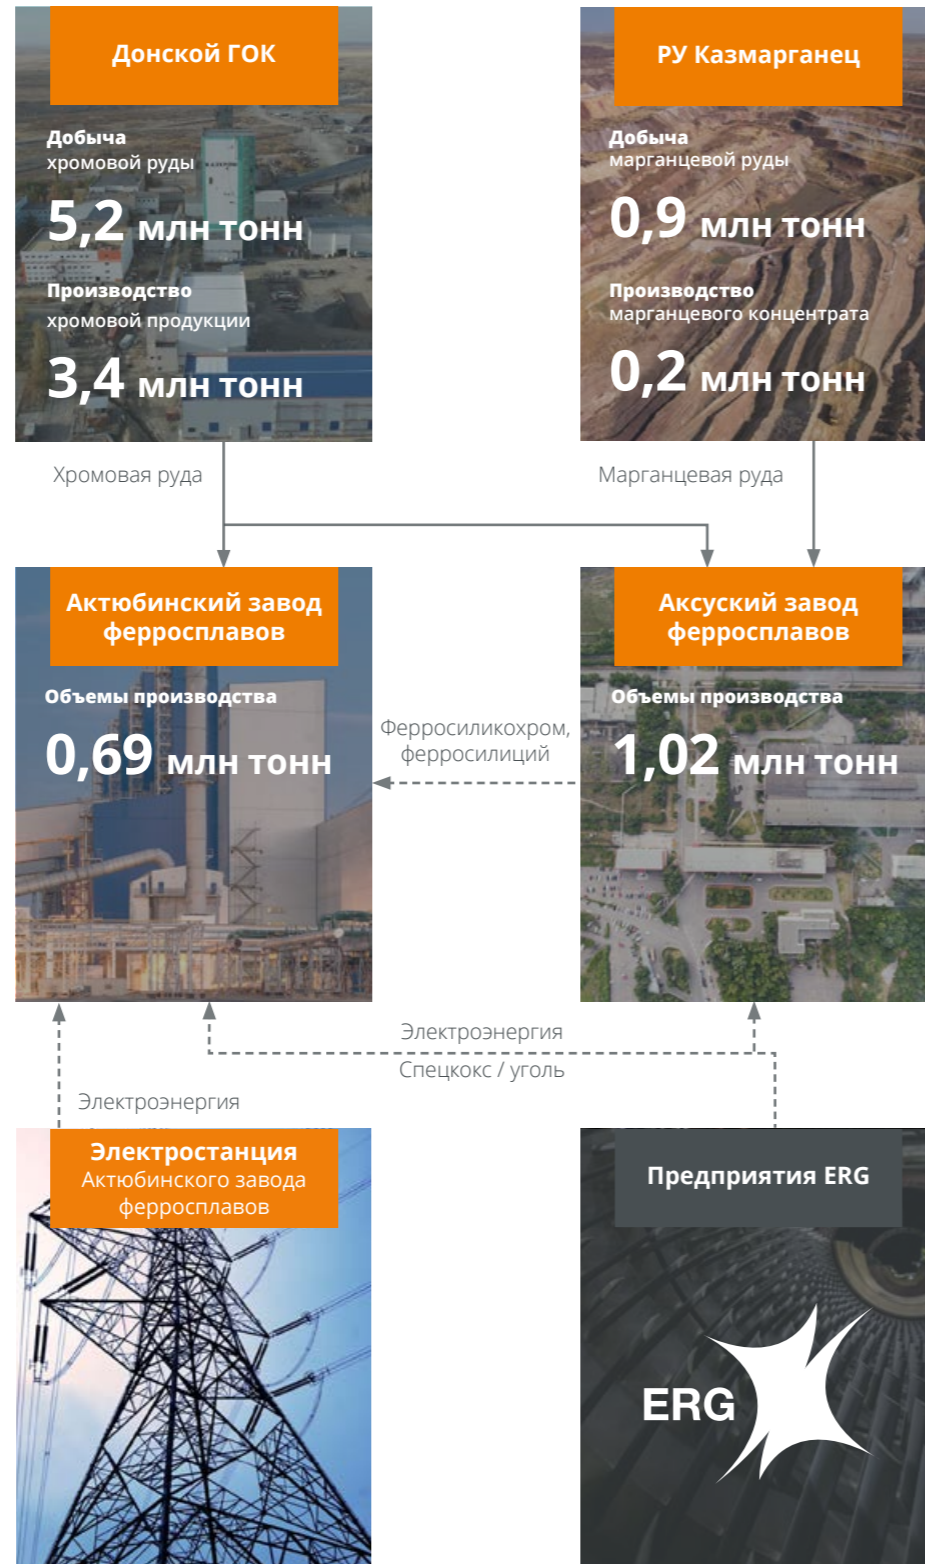 Донской ГОК
Добыча
хромовой руды
5,2 млн тонн
Производство
хромовой продукции
3,4 млн тонн
РУ Казмарганец
Добыча
марганцевой руды
0,9 млн тонн
Производство
марганцевого концентрата
0,2 млн тонн
Хромовая руда
Марганцевая руда
Актюбинский завод
ферросплавов
Объемы производства
0,69 млн тонн
Ферросиликохром,
ферросилиций
Аксуский завод
ферросплавов
Объемы производства
1,02 млн тонн
Электроэнергия
Спецкокс / уголь
Электроэнергия
Электростанция
Актюбинского завода
ферросплавов
Предприятия ERG
ERG